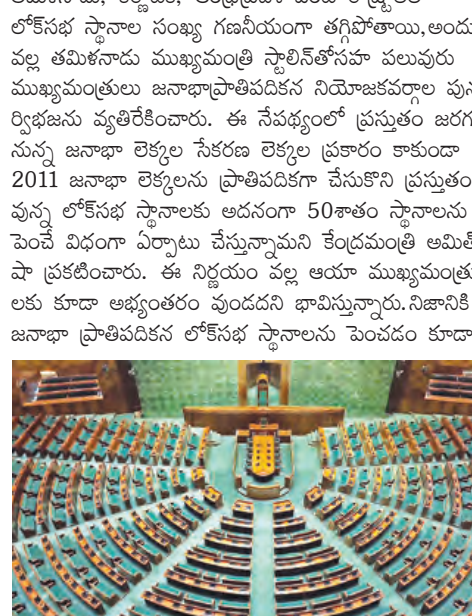 లోక్‌సభ స్థానాల సంఖ్య గణనీయంగా తగ్గిపోతాయి,అందు
వల్ల తమిళనాడు ముఖ్యమంత్రి స్టాలిన్‌తోసహ పలువురు
ముఖ్యమంత్రులు జనాభాప్రాతిపదికన నియోజకవర్గాల పున
ర్విభజను వ్యతిరేకించారు. ఈ నేపథ్యంలో ప్రస్తుతం జరగ
నున్న జనాభా లెక్కల సేకరణ లెక్కల ప్రకారం కాకుండా
2011 జనాభా లెక్కలను ప్రాతిపదికగా చేసుకొని ప్రస్తుతం
వున్న లోక్‌సభ స్థానాలకు అదనంగా 50శాతం స్థానాలను
పెంచే విధంగా ఏర్పాటు చేస్తున్నామని కేంద్రమంత్రి అమిత్
షా ప్రకటించారు. ఈ నిర్ణయం వల్ల ఆయా ముఖ్యమంత్రు
లకు కూడా అభ్యంతరం వుండదని భావిస్తున్నారు.నిజానికి
జనాభా ప్రాతిపదికన లోక్‌సభ స్థానాలను పెంచడం కూడా